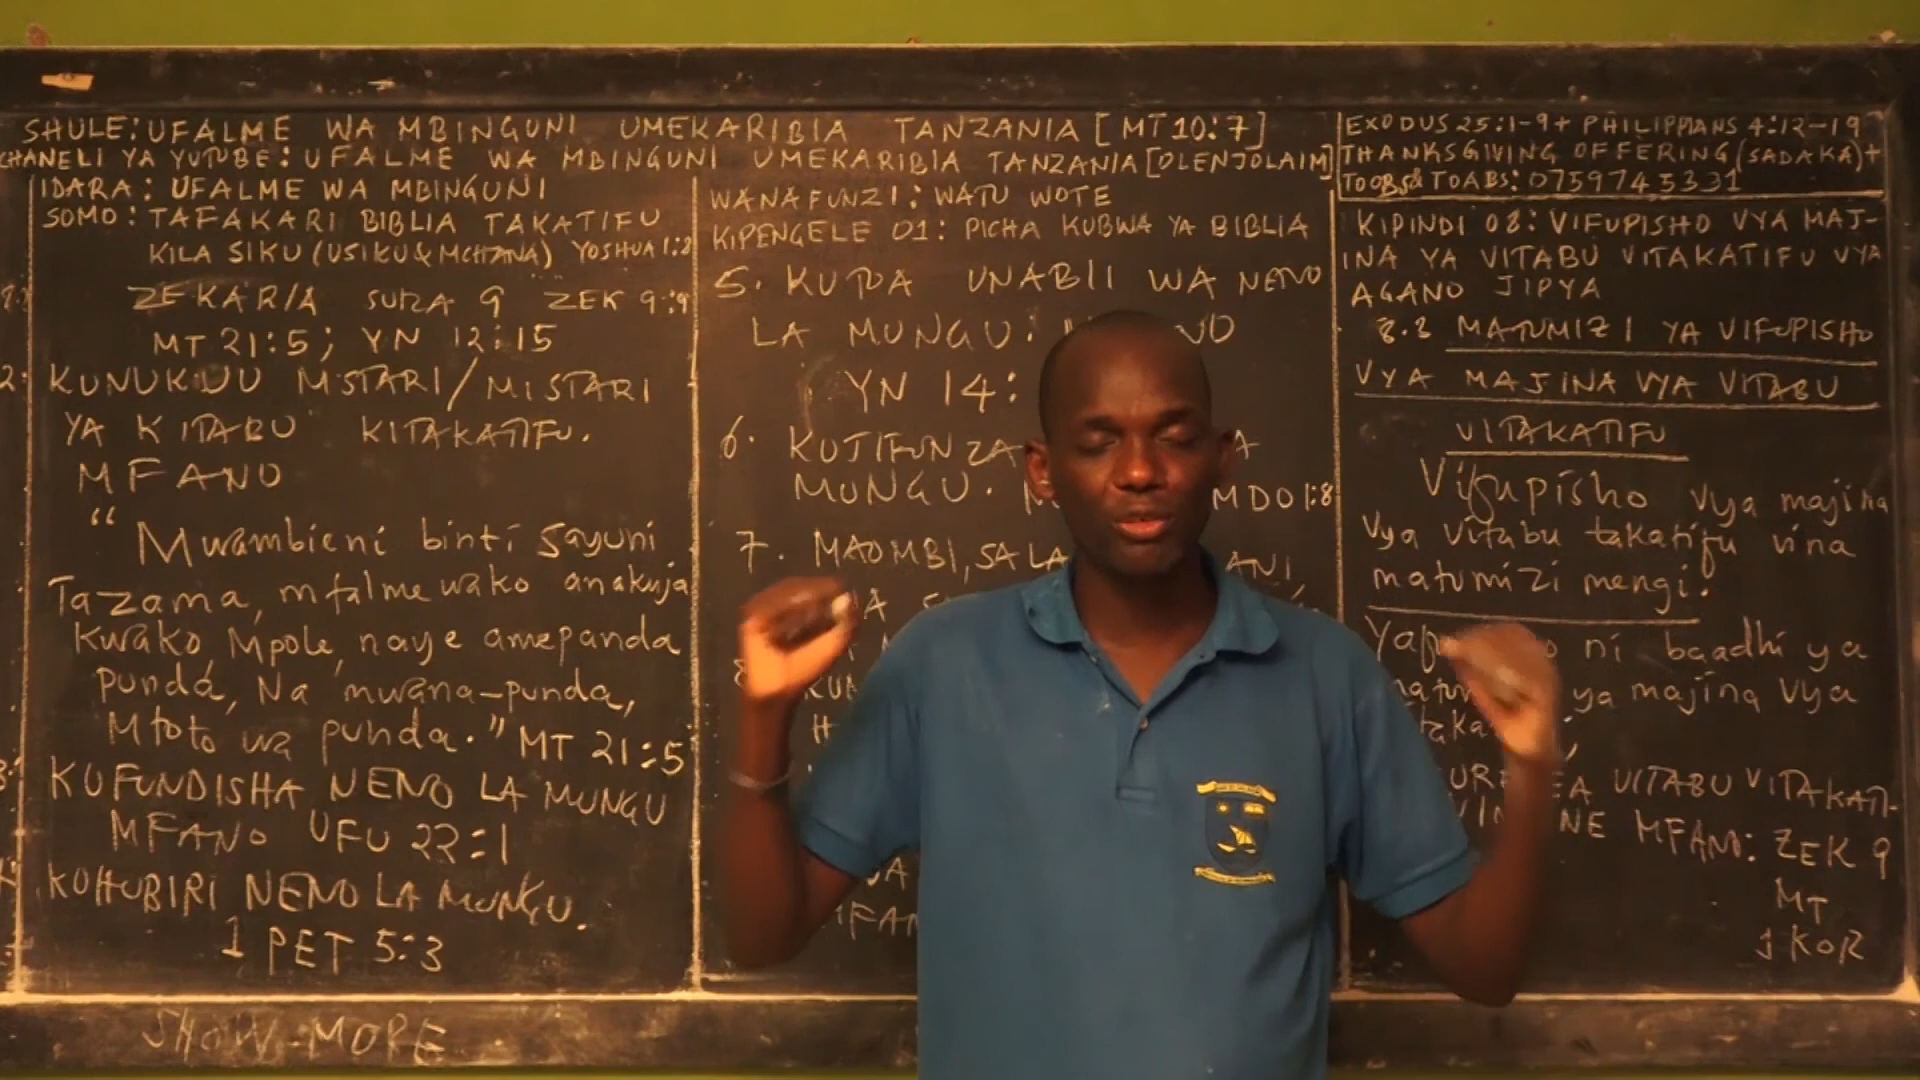 SHULE: UFALME WA MBINGUNI UMEKARIBIA TANZANIA [MT 10:7]
CHANELI YA YUTUBE: UFALME WA MBINGUNI UMEKARIBIA TANZANIA [OLENJOLAIM]
IDARA: UFALME WA MBINGUNI
SOMO: TAFAKARI BIBLIA TAKATIFU
KILA SIKU (USIKU & MCHANA) YOSHUA 1:8
ZEKARIA SURA 9 ZEK 9:9
MT 21:5; YN 12:15
2: KUNUKUU MSTARI/MISTARI
YA KITABU KITAKATIFU.
MFANO
"Mwambieni binti sayuni
Tazama, mfalme wako anakuja
Kwako, Mpole, naye amepanda
punda, Na mwana-punda,
Mtoto wa punda." MT 21:5
KUFUNDISHA NENO LA MUNGU
MFANO UFU 22:1
KUHUBIRI NENO LA MUNGU.
1 PET 5:3
SHOW MORE
WANAFUNZI: WATU WOTE
KIPENGELE 01: PICHA KUBWA YA BIBLIA
5. KUTOA UNABII WA NENO
LA MUNGU:
YN 14:
6. KUJIFUNZA
MUNGU. MDO 1:8
7. MAOMBI, SALA
EXODUS 25:1-9 + PHILIPPIANS 4:12-19
THANKSGIVING OFFERING (SADAKA) +
TOOBS & TOABS: 0759745331
KIPINDI 08: VIFUPISHO VYA MAJ-
INA YA VITABU VITAKATIFU VYA
AGANO JIPYA
8.2 MATUMIZI YA VIFUPISHO
VYA MAJINA VYA VITABU
VITAKATIFU
Vifupisho vya majina
vya vitabu takatifu vina
matumizi mengi.
ni baadhi ya
ya majina vya
VITABU VITAKATI-
MFANO: ZEK 9
MT
1 KOR